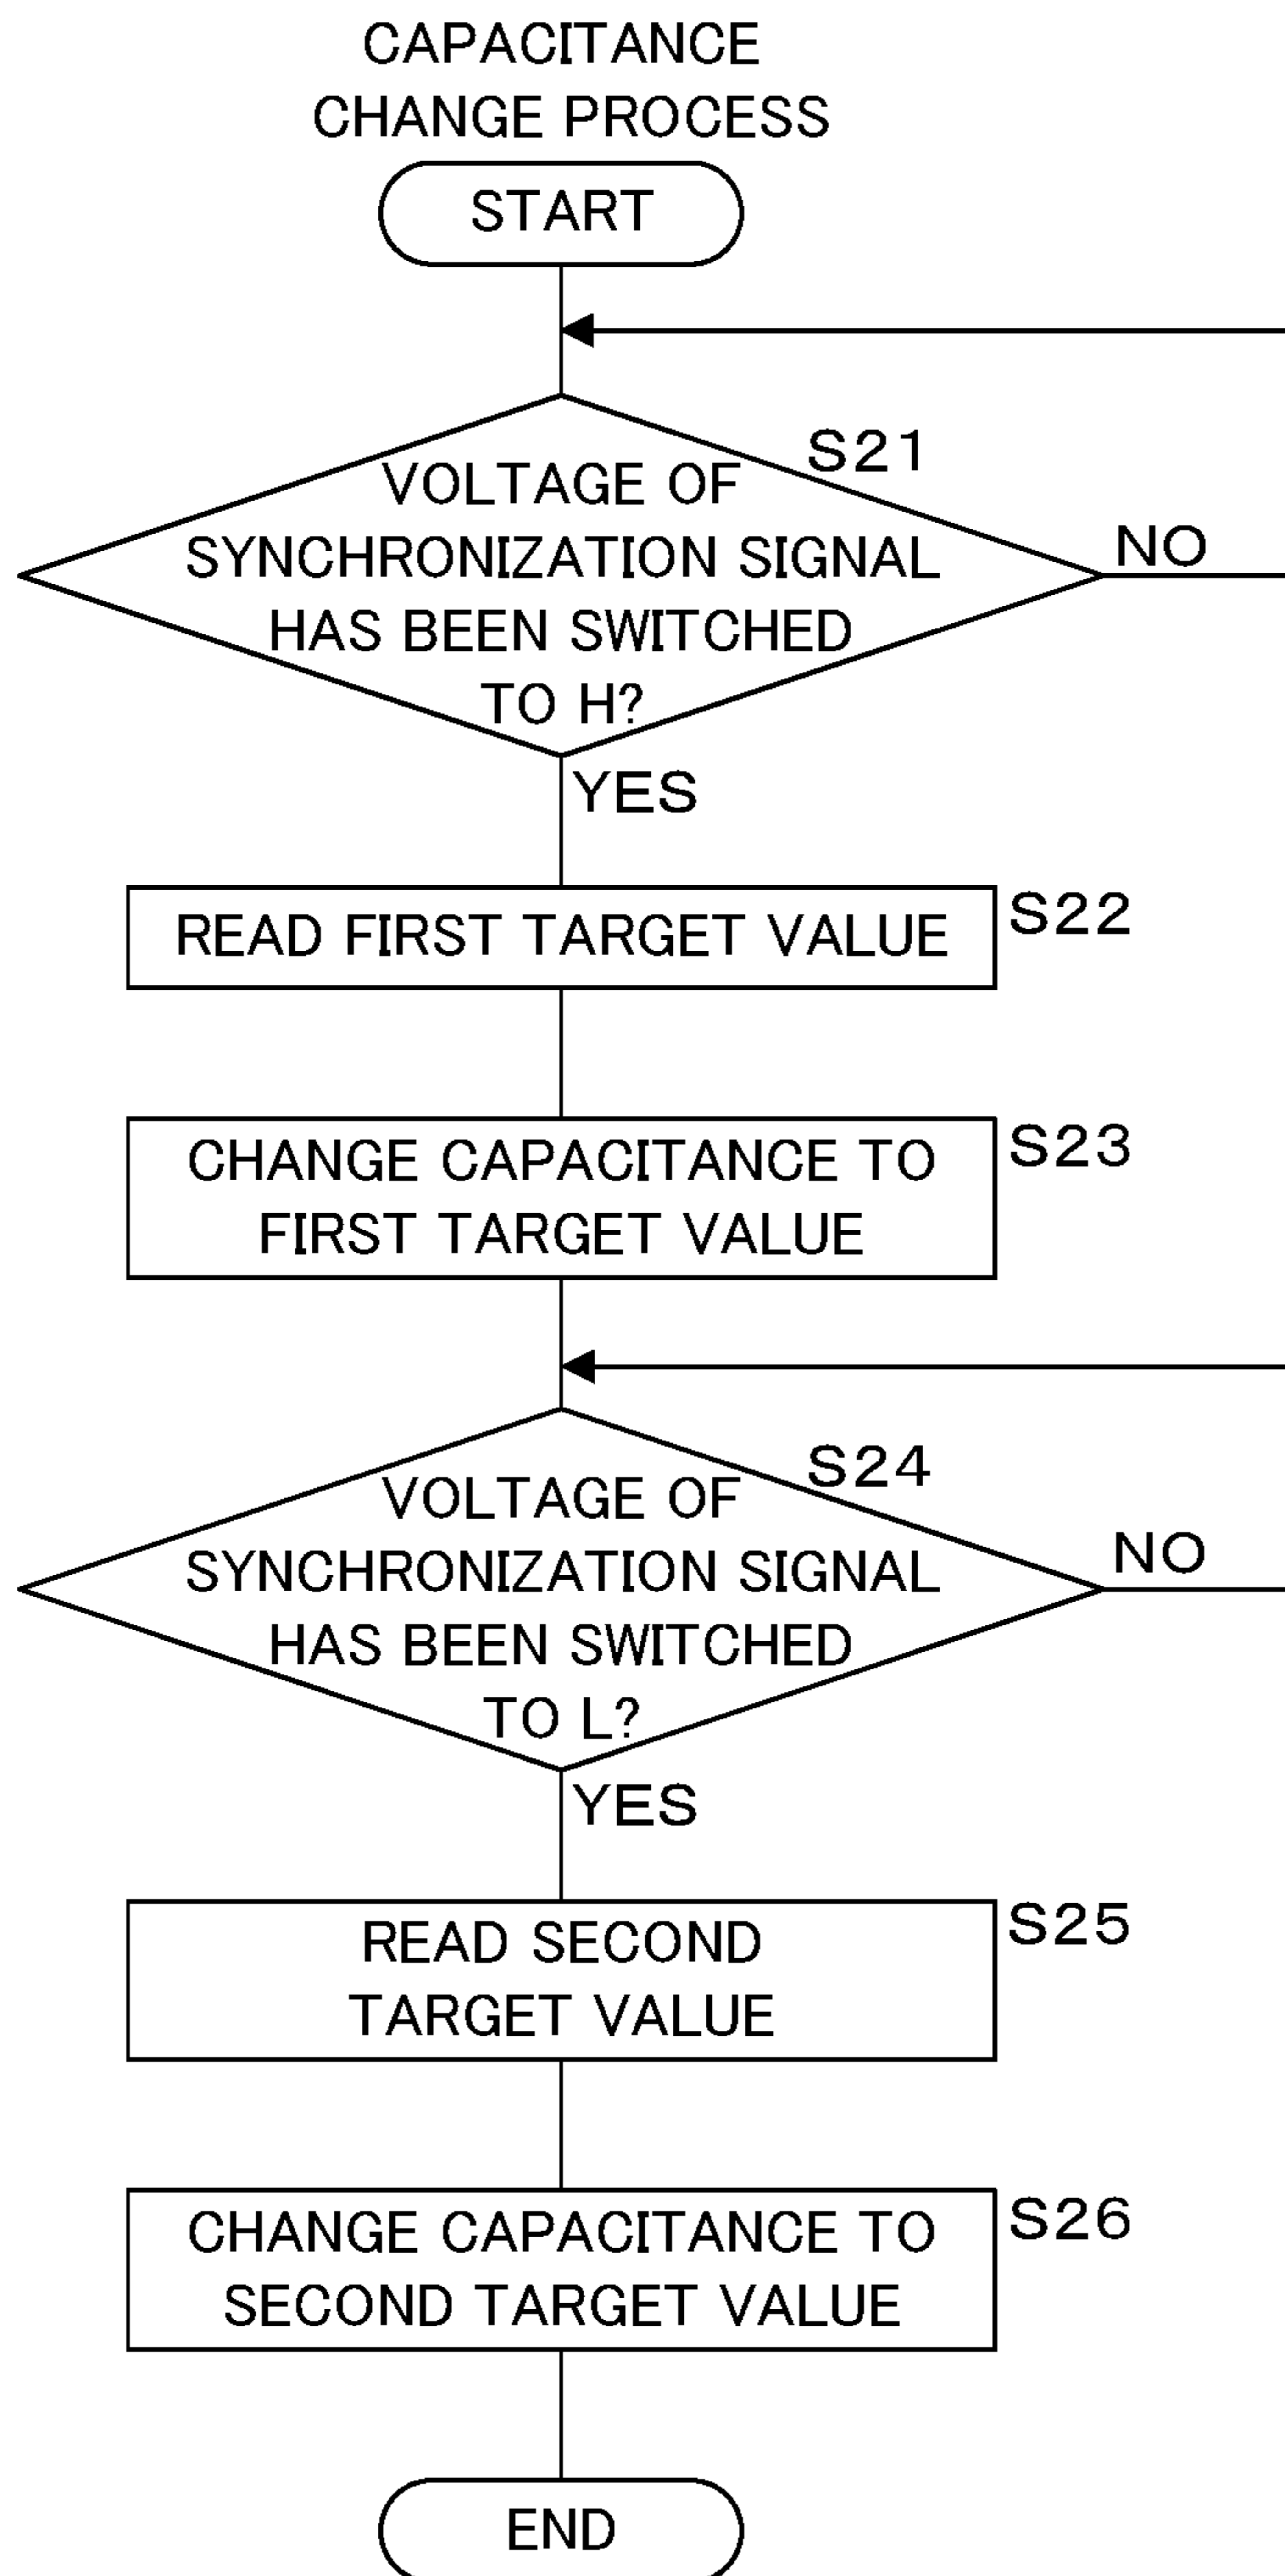 CAPACITANCE
CHANGE PROCESS
START
S21
VOLTAGE OF
SYNCHRONIZATION SIGNAL
HAS BEEN SWITCHED
TO H?
NO
YES
READ FIRST TARGET VALUE
S22
CHANGE CAPACITANCE TO
FIRST TARGET VALUE
S23
S24
VOLTAGE OF
SYNCHRONIZATION SIGNAL
HAS BEEN SWITCHED
TO L?
NO
YES
READ SECOND
TARGET VALUE
S25
CHANGE CAPACITANCE TO
SECOND TARGET VALUE
S26
END